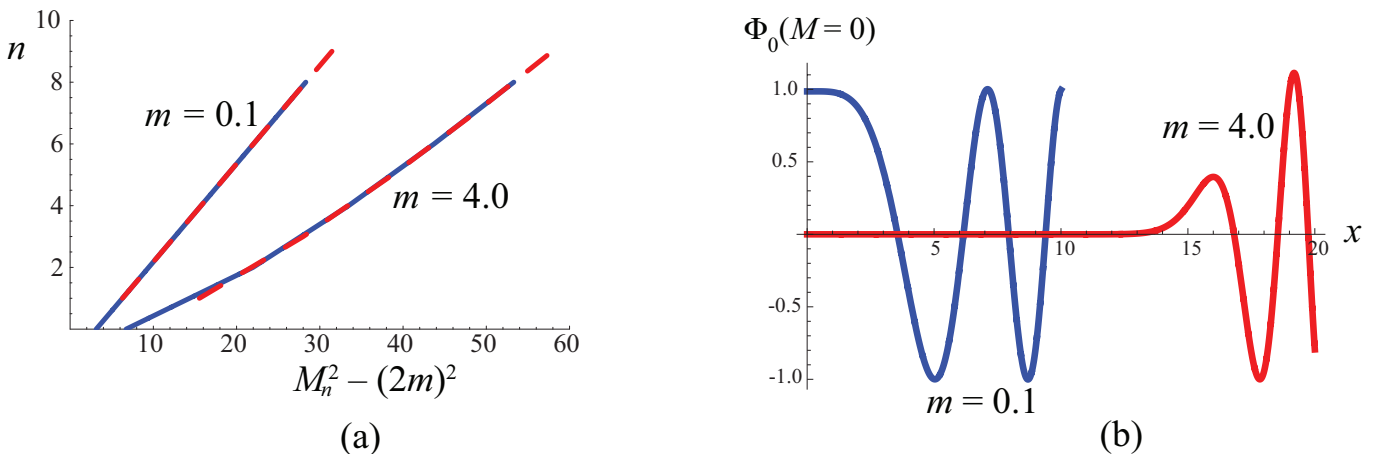 n
10
8
6
4
2
m = 0.1
m = 4.0
10 20 30 40 50 60
M_n^2 – (2m)^2
(a)
Φ_0(M = 0)
1.0
0.5
-0.5
-1.0
5 10 15 20
x
m = 4.0
m = 0.1
(b)